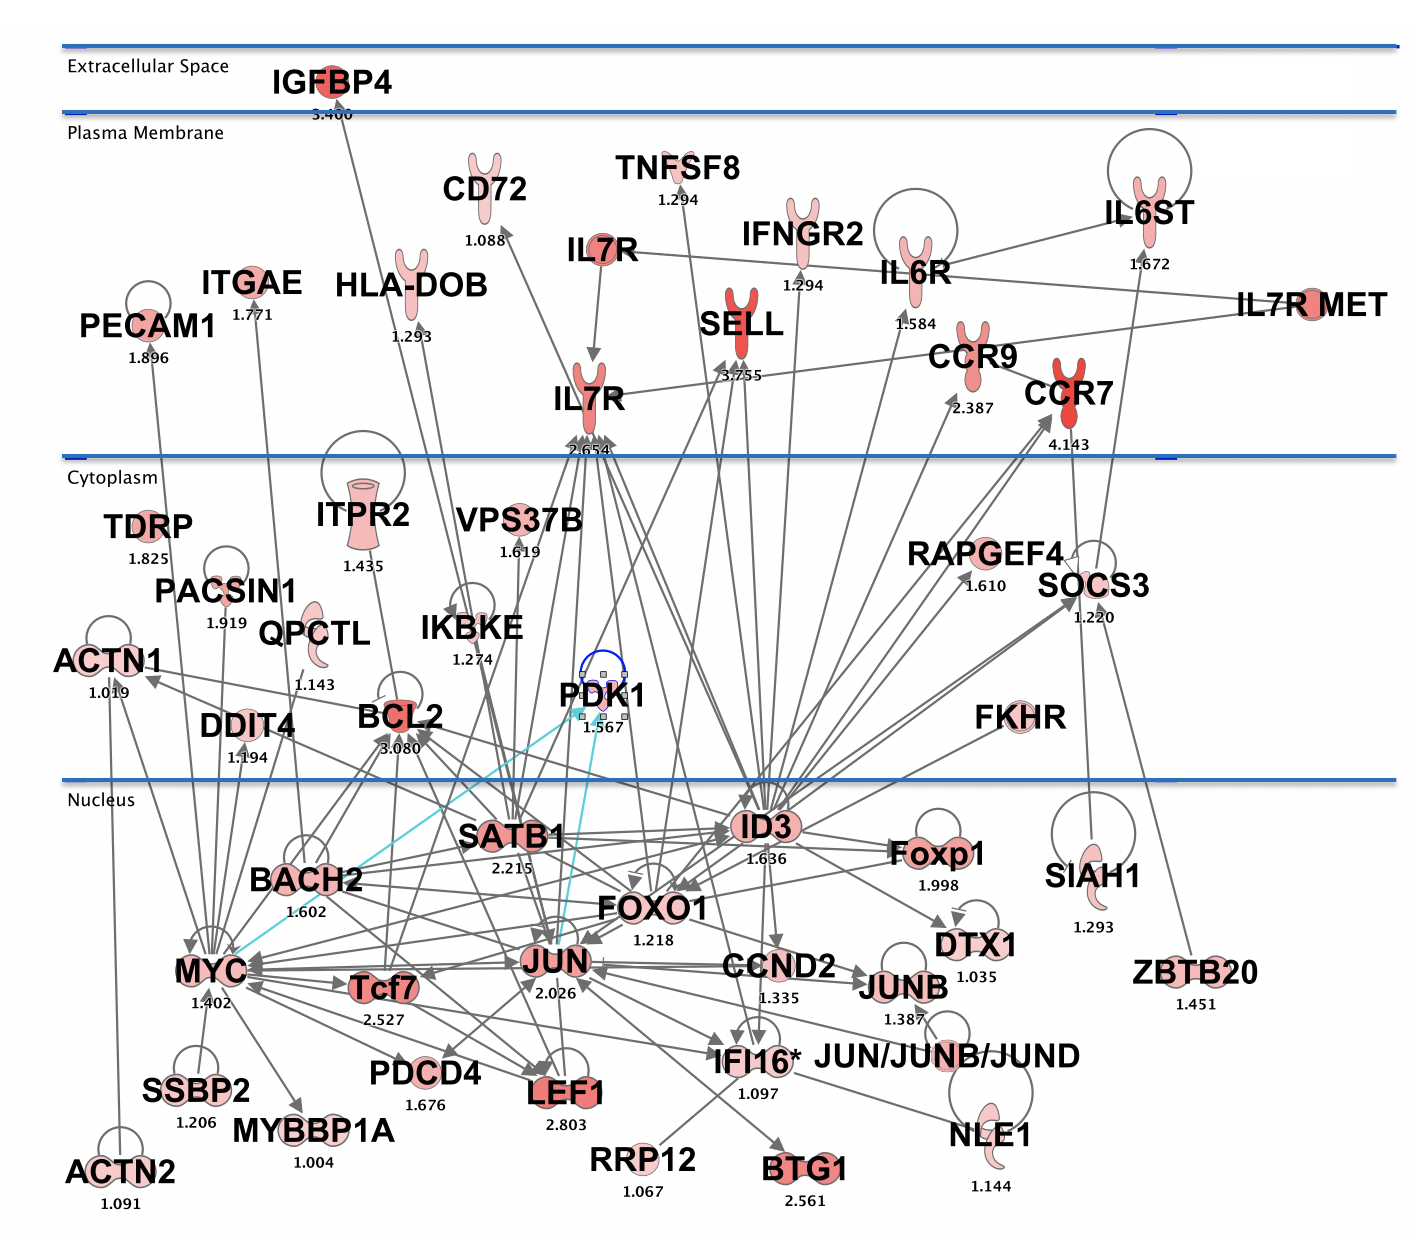 Extracellular Space
IGFBP4
3.400
Plasma Membrane
TNFSF8
1.294
CD72
1.088
IL6ST
1.672
IFNGR2
1.294
IL7R
IL6R
1.584
ITGAE
1.771
HLA-DOB
1.293
IL7R MET
PECAM1
1.896
SELL
3.755
CCR9
2.387
CCR7
4.143
IL7R
2.654
Cytoplasm
ITPR2
1.435
VPS37B
1.619
TDRP
1.825
RAPGEF4
1.610
SOCS3
1.220
PACSIN1
1.919
QPCTL
1.143
IKBKE
1.274
ACTN1
1.019
PDK1
1.567
BCL2
3.080
FKHR
DDIT4
1.194
Nucleus
ID3
1.636
SATB1
2.215
Foxp1
1.998
SIAH1
1.293
BACH2
1.602
FOXO1
1.218
DTX1
1.035
JUN
2.026
CCND2
1.335
MYC
1.402
ZBTB20
1.451
Tcf7
2.527
JUNB
1.387
JUN/JUNB/JUND
IFI16*
1.097
PDCD4
1.676
SSBP2
1.206
LEF1
2.803
MYBBP1A
1.004
NLE1
1.144
RRP12
1.067
BTG1
2.561
ACTN2
1.091